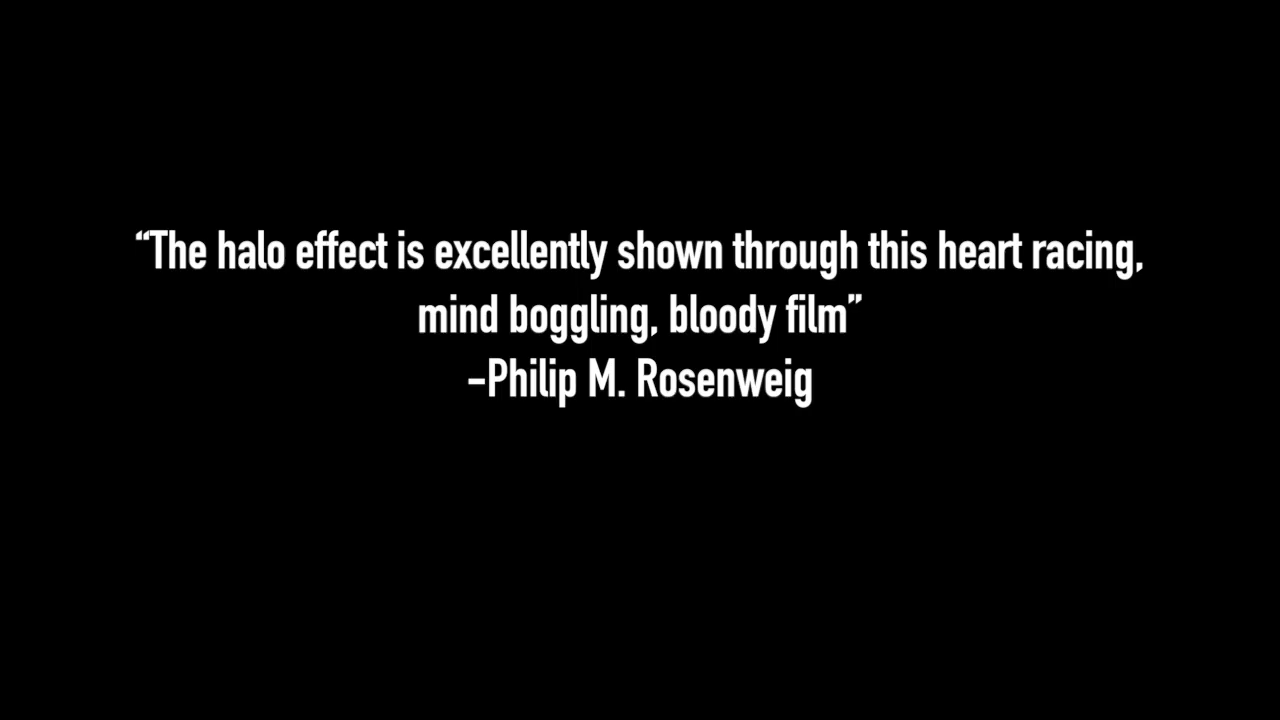 “The halo effect is excellently shown through this heart racing,
mind boggling, bloody film”
-Philip M. Rosenweig